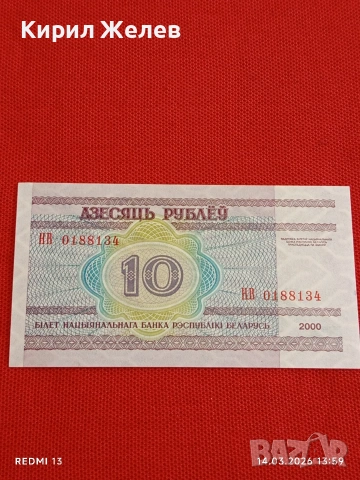 Кирил Желев
ДЗЕСЯЦЬ РУБЛЁЎ
НВ 0188134
10
НВ 0188134
БІЛЕТ НАЦЫЯНАЛЬНАГА БАНКА РЭСПУБЛІКІ БЕЛАРУСЬ
2000
REDMI 13
14.03.2026 13:59
BAZAR